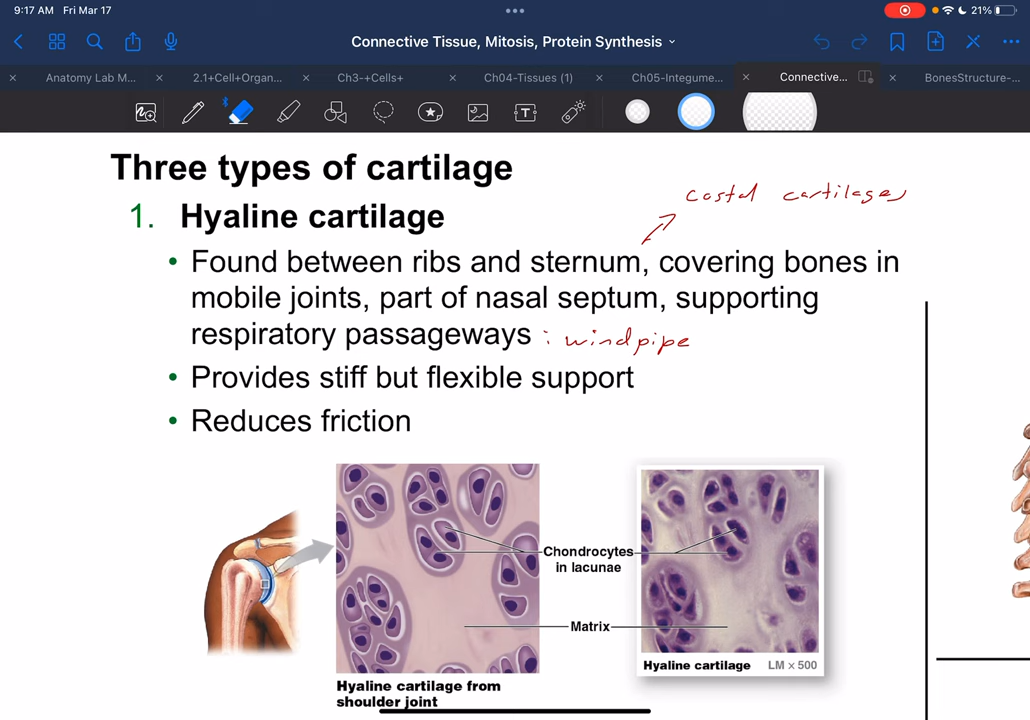 9:17 AM Fri Mar 17
21%
Connective Tissue, Mitosis, Protein Synthesis
Anatomy Lab M...
2.1+Cell+Organ...
Ch3-+Cells+
Ch04-Tissues (1)
Ch05-Integume...
Connective...
BonesStructure-...
Three types of cartilage
costal cartilages
1. Hyaline cartilage
• Found between ribs and sternum, covering bones in
mobile joints, part of nasal septum, supporting
respiratory passageways : windpipe
• Provides stiff but flexible support
• Reduces friction
Chondrocytes
in lacunae
Matrix
Hyaline cartilage LM × 500
Hyaline cartilage from
shoulder joint